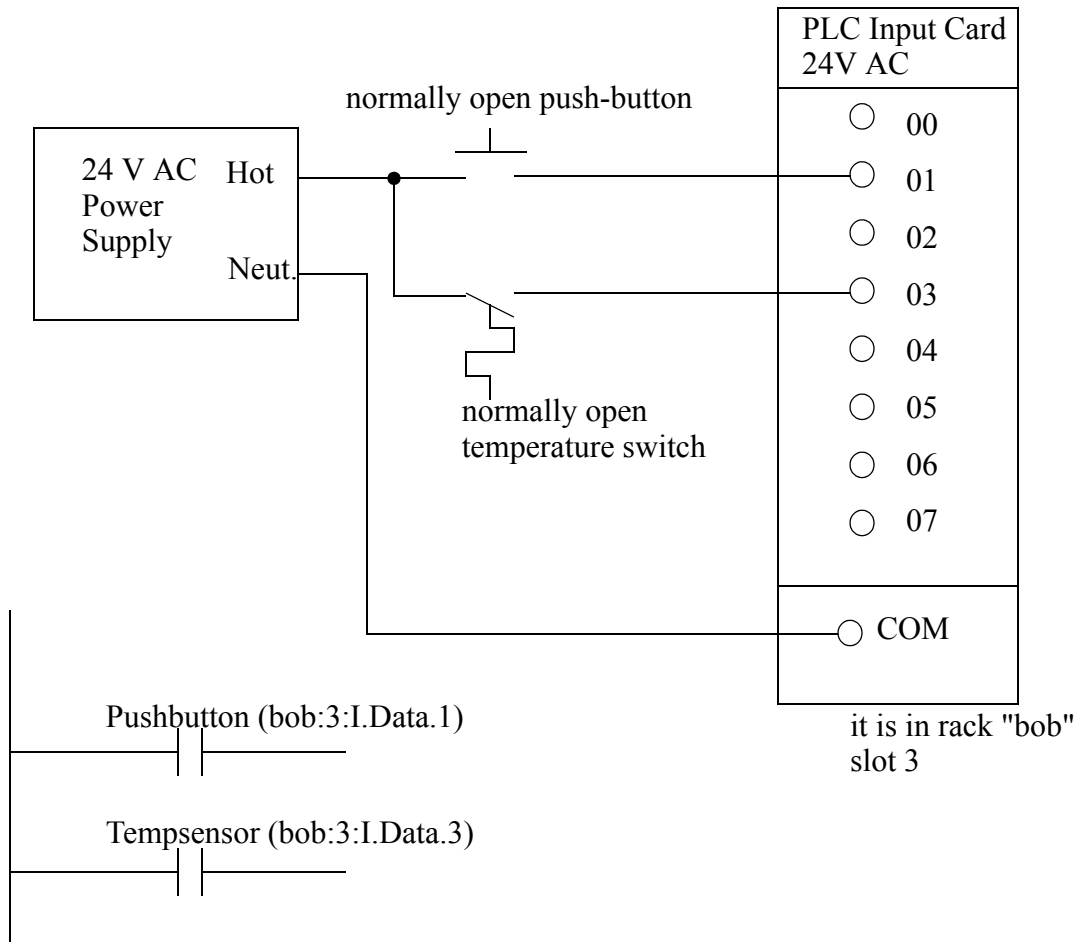 PLC Input Card
24V AC
normally open push-button
00
24 V AC
Power
Supply
Hot
Neut.
01
02
03
04
normally open
temperature switch
05
06
07
COM
Pushbutton (bob:3:I.Data.1)
it is in rack "bob"
slot 3
Tempsensor (bob:3:I.Data.3)